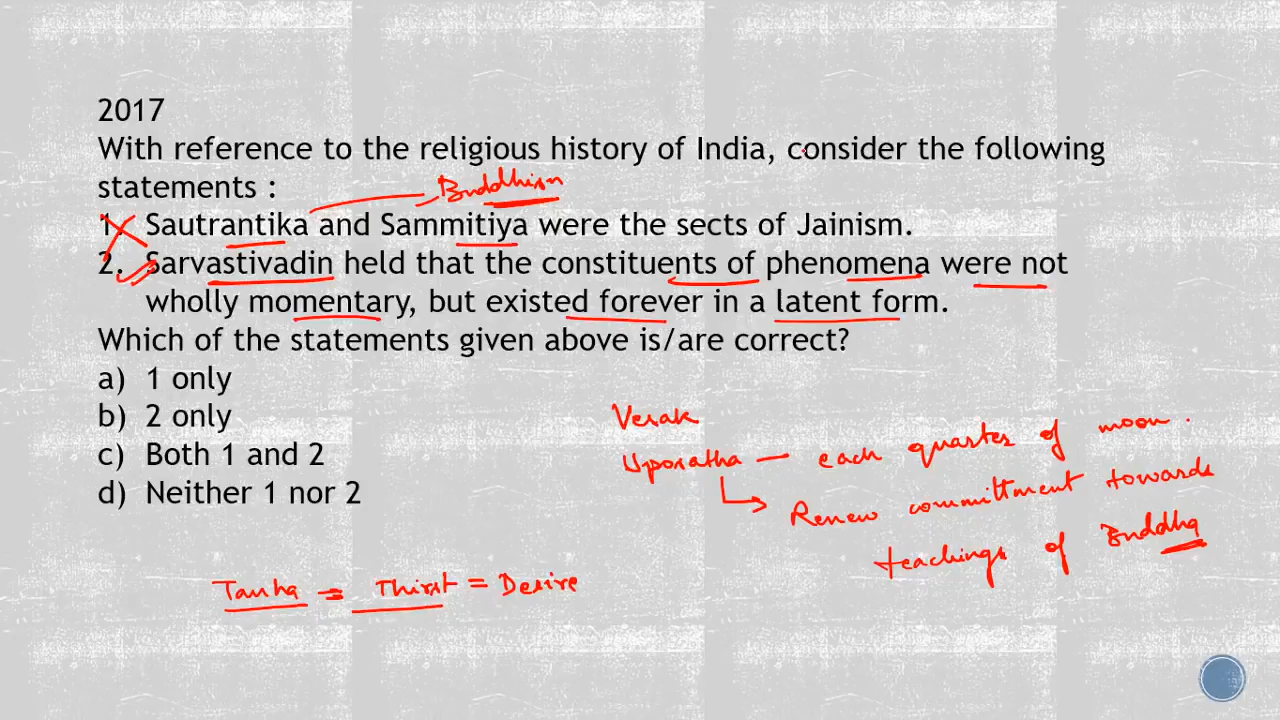 2017
With reference to the religious history of India, consider the following
statements :
Buddhism
1. Sautrantika and Sammitiya were the sects of Jainism.
2. Sarvastivadin held that the constituents of phenomena were not
wholly momentary, but existed forever in a latent form.
Which of the statements given above is/are correct?
a) 1 only
b) 2 only
c) Both 1 and 2
d) Neither 1 nor 2
Vesak
Uposatha — each quarter of moon.
Renew committment towards
teachings of Buddha
Tanha = Thirst = Desire